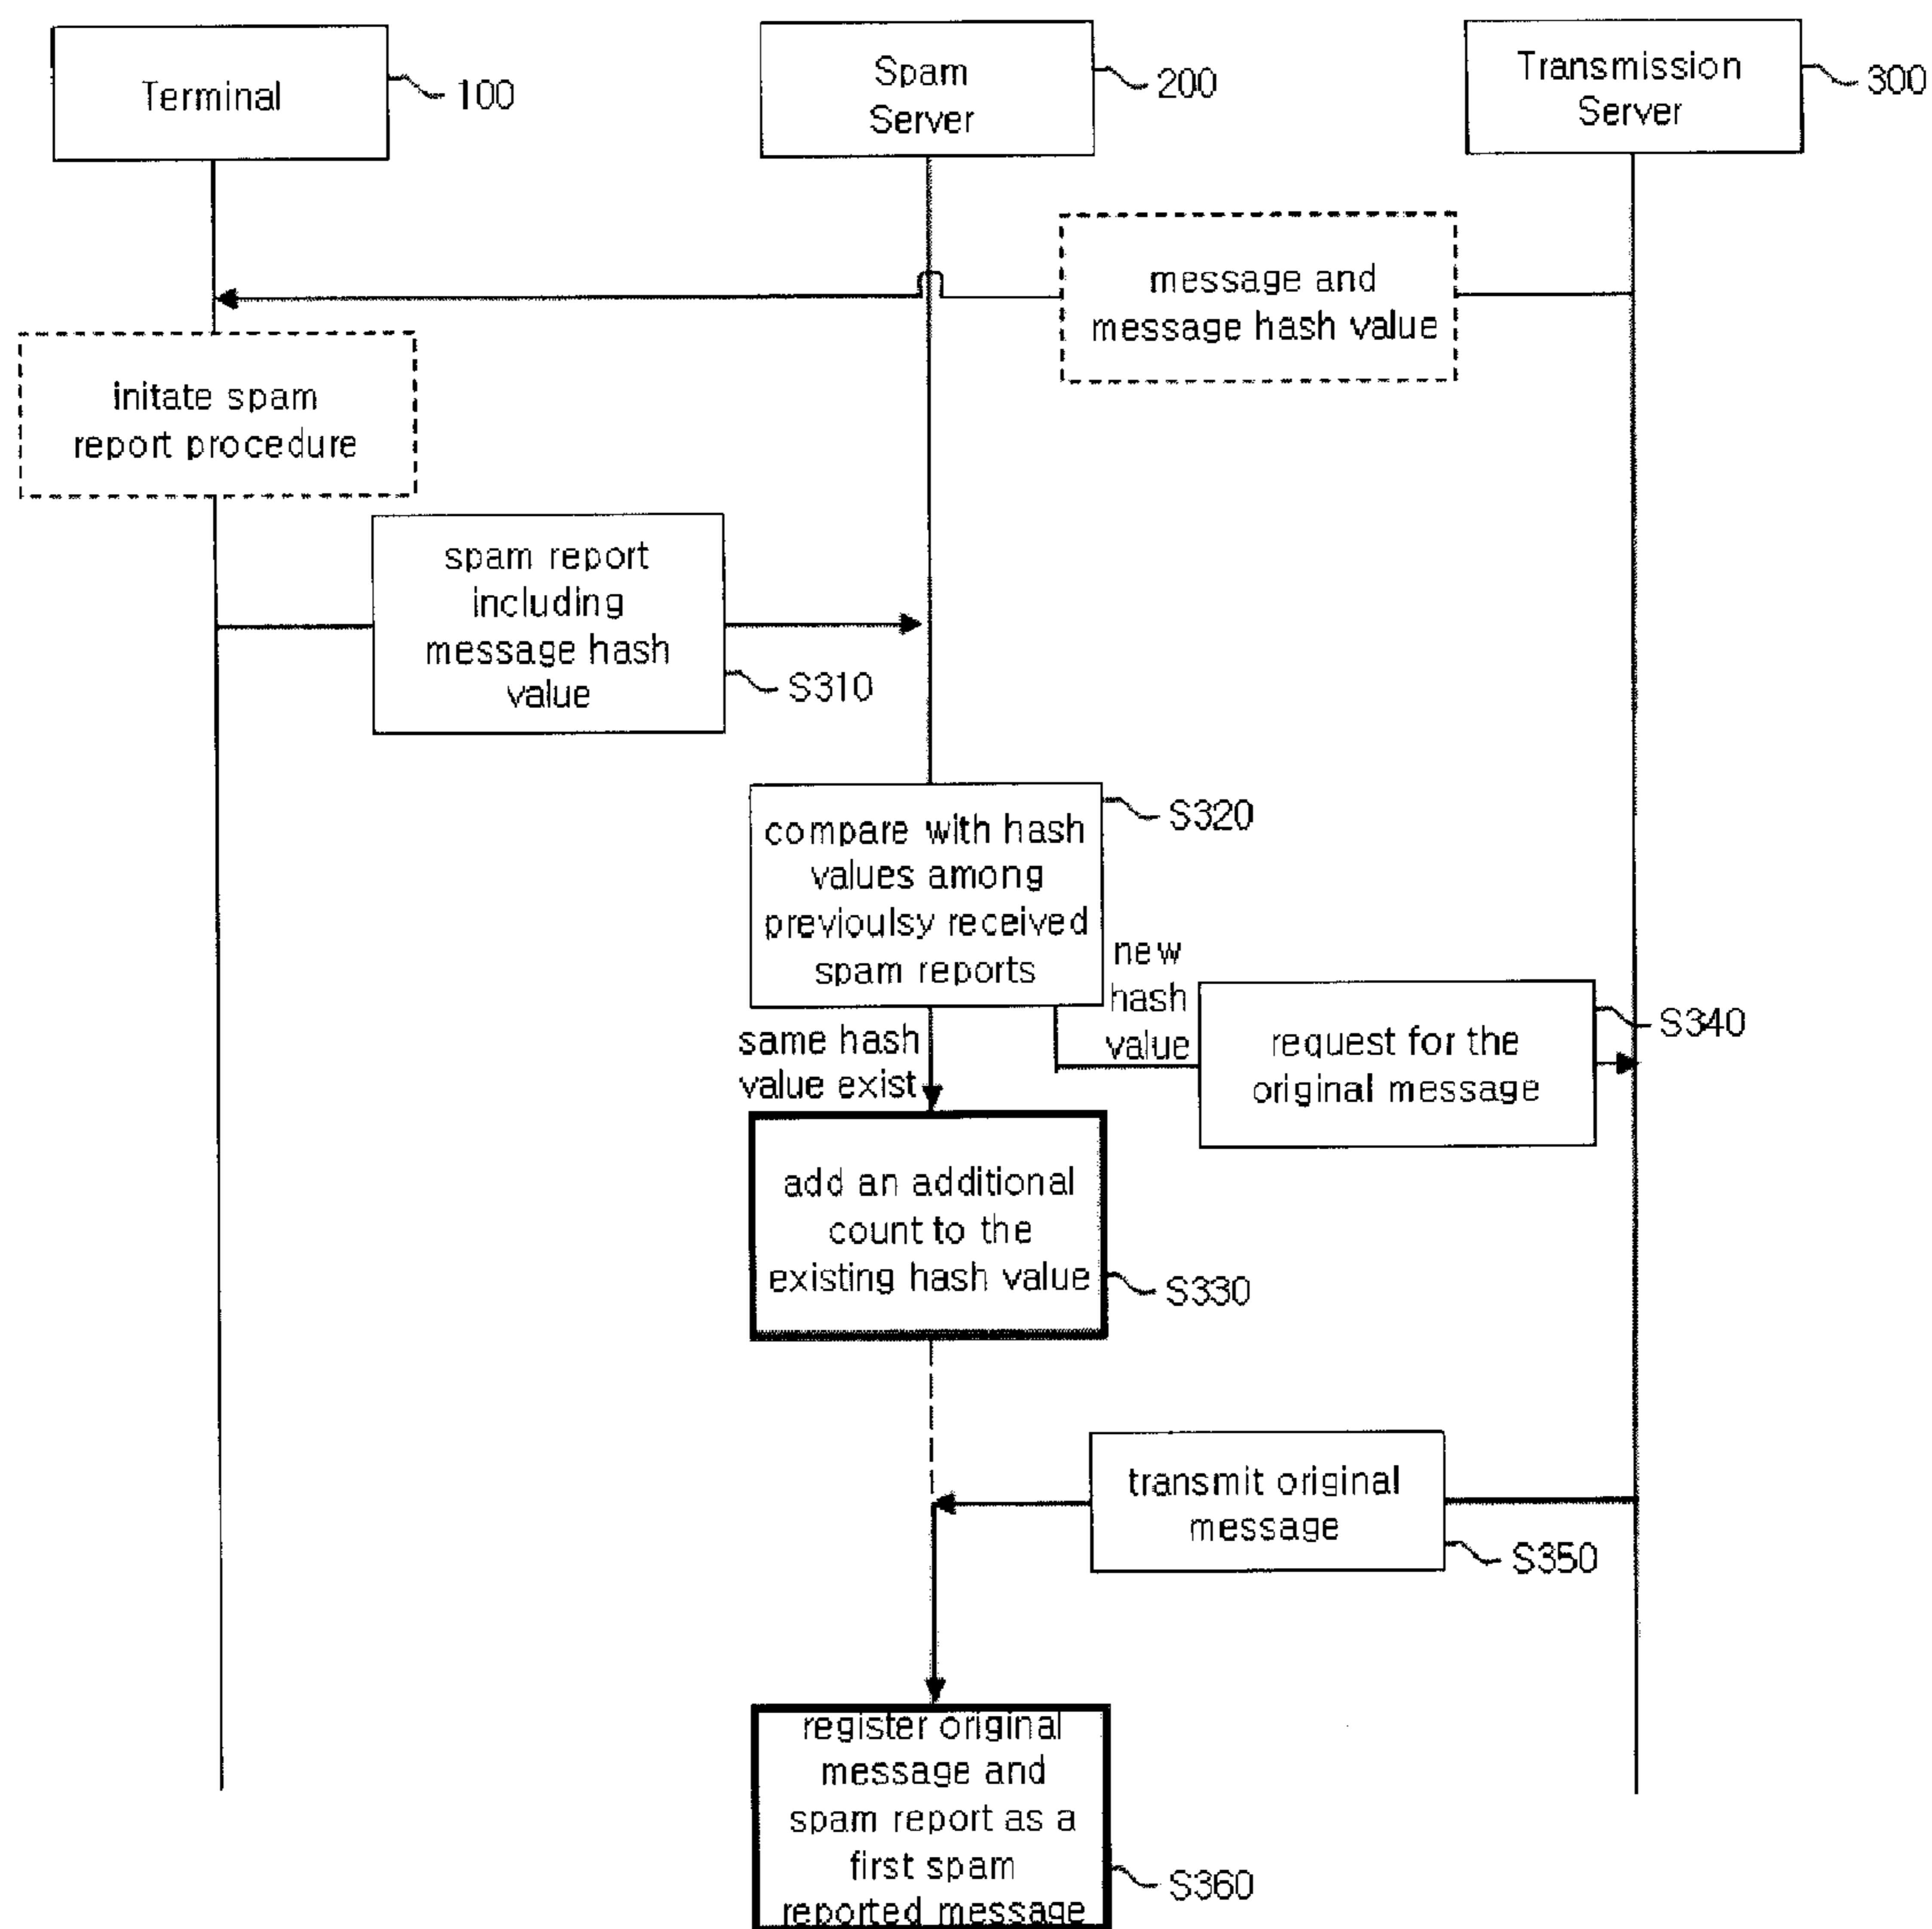 Terminal
100
Spam
Server
200
Transmission
Server
300
message and
message hash value
initate spam
report procedure
spam report
including
message hash
value
S310
compare with hash
values among
previoulsy received
spam reports
S320
new
hash
value
same hash
value exist
request for the
original message
S340
add an additional
count to the
existing hash value
S330
transmit original
message
S350
register original
message and
spam report as a
first spam
reported message
S360